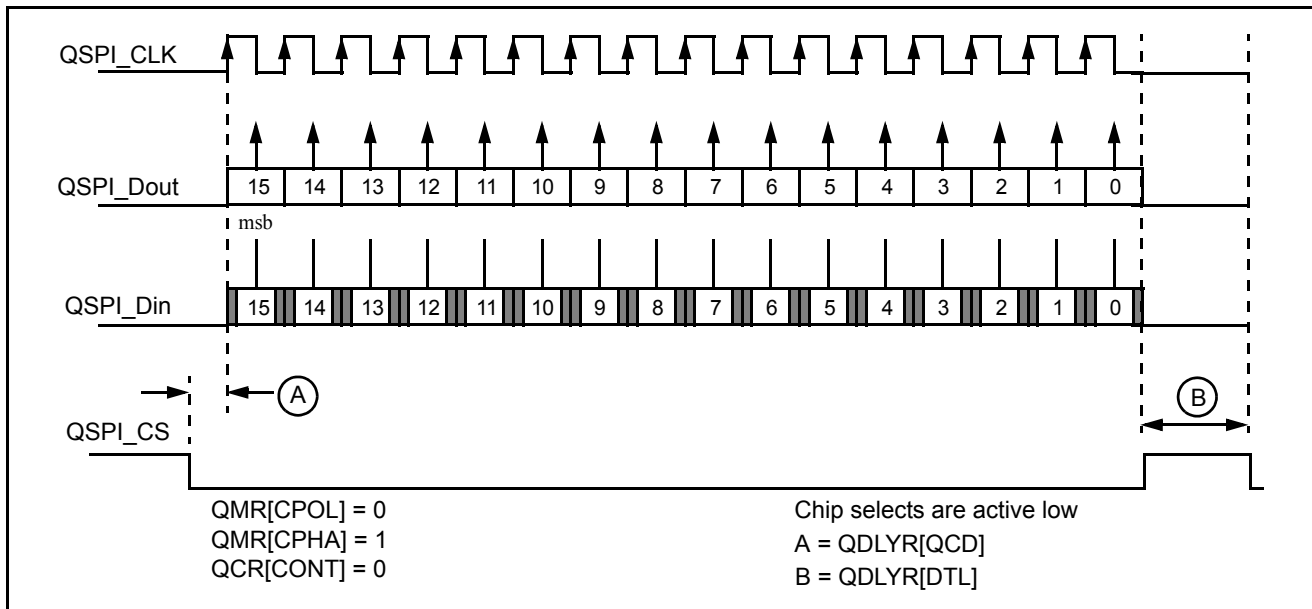 QSPI_CLK
QSPI_Dout
15 14 13 12 11 10 9 8 7 6 5 4 3 2 1 0
msb
QSPI_Din
15 14 13 12 11 10 9 8 7 6 5 4 3 2 1 0
A
B
QSPI_CS
QMR[CPOL] = 0
QMR[CPHA] = 1
QCR[CONT] = 0
Chip selects are active low
A = QDLYR[QCD]
B = QDLYR[DTL]